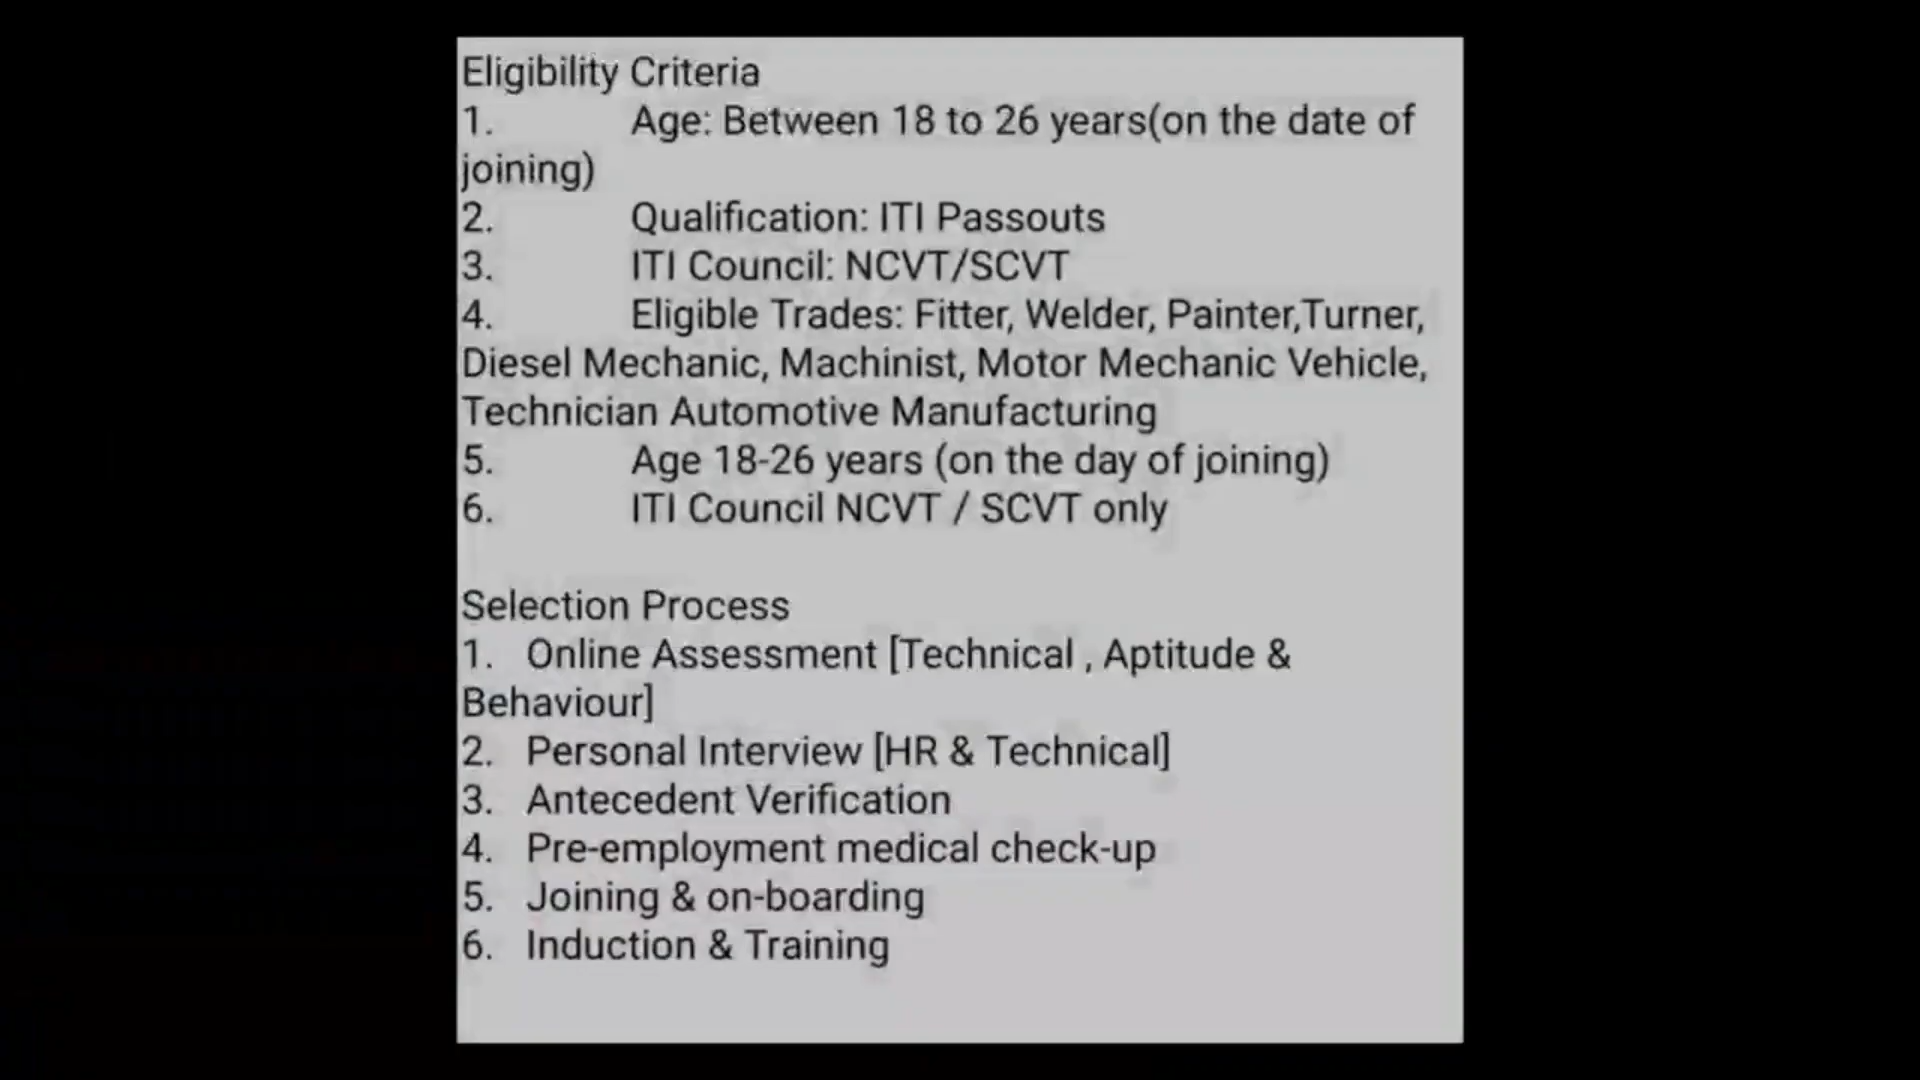 Eligibility Criteria
1. Age: Between 18 to 26 years(on the date of
joining)
2. Qualification: ITI Passouts
3. ITI Council: NCVT/SCVT
4. Eligible Trades: Fitter, Welder, Painter,Turner,
Diesel Mechanic, Machinist, Motor Mechanic Vehicle,
Technician Automotive Manufacturing
5. Age 18-26 years (on the day of joining)
6. ITI Council NCVT / SCVT only
Selection Process
1. Online Assessment [Technical , Aptitude &
Behaviour]
2. Personal Interview [HR & Technical]
3. Antecedent Verification
4. Pre-employment medical check-up
5. Joining & on-boarding
6. Induction & Training